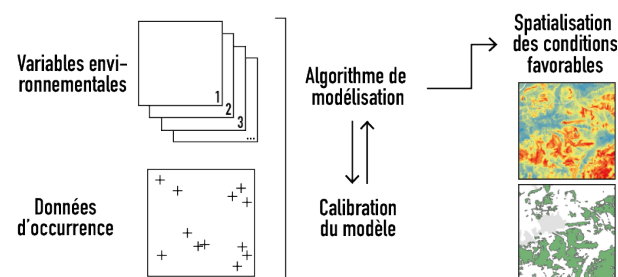 Variables envi-
ronnementales
1
2
3
...
Données
d'occurrence
Algorithme de
modélisation
Calibration
du modèle
Spatialisation
des conditions
favorables